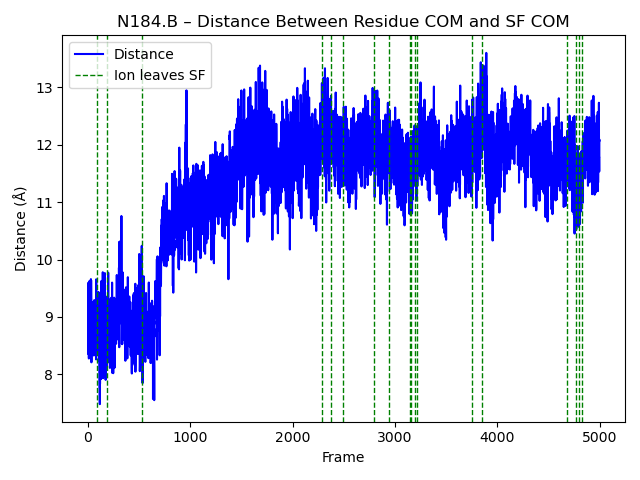 N184.B – Distance Between Residue COM and SF COM
Distance
Ion leaves SF
13
12
11
10
9
8
Distance (Å)
0 1000 2000 3000 4000 5000
Frame